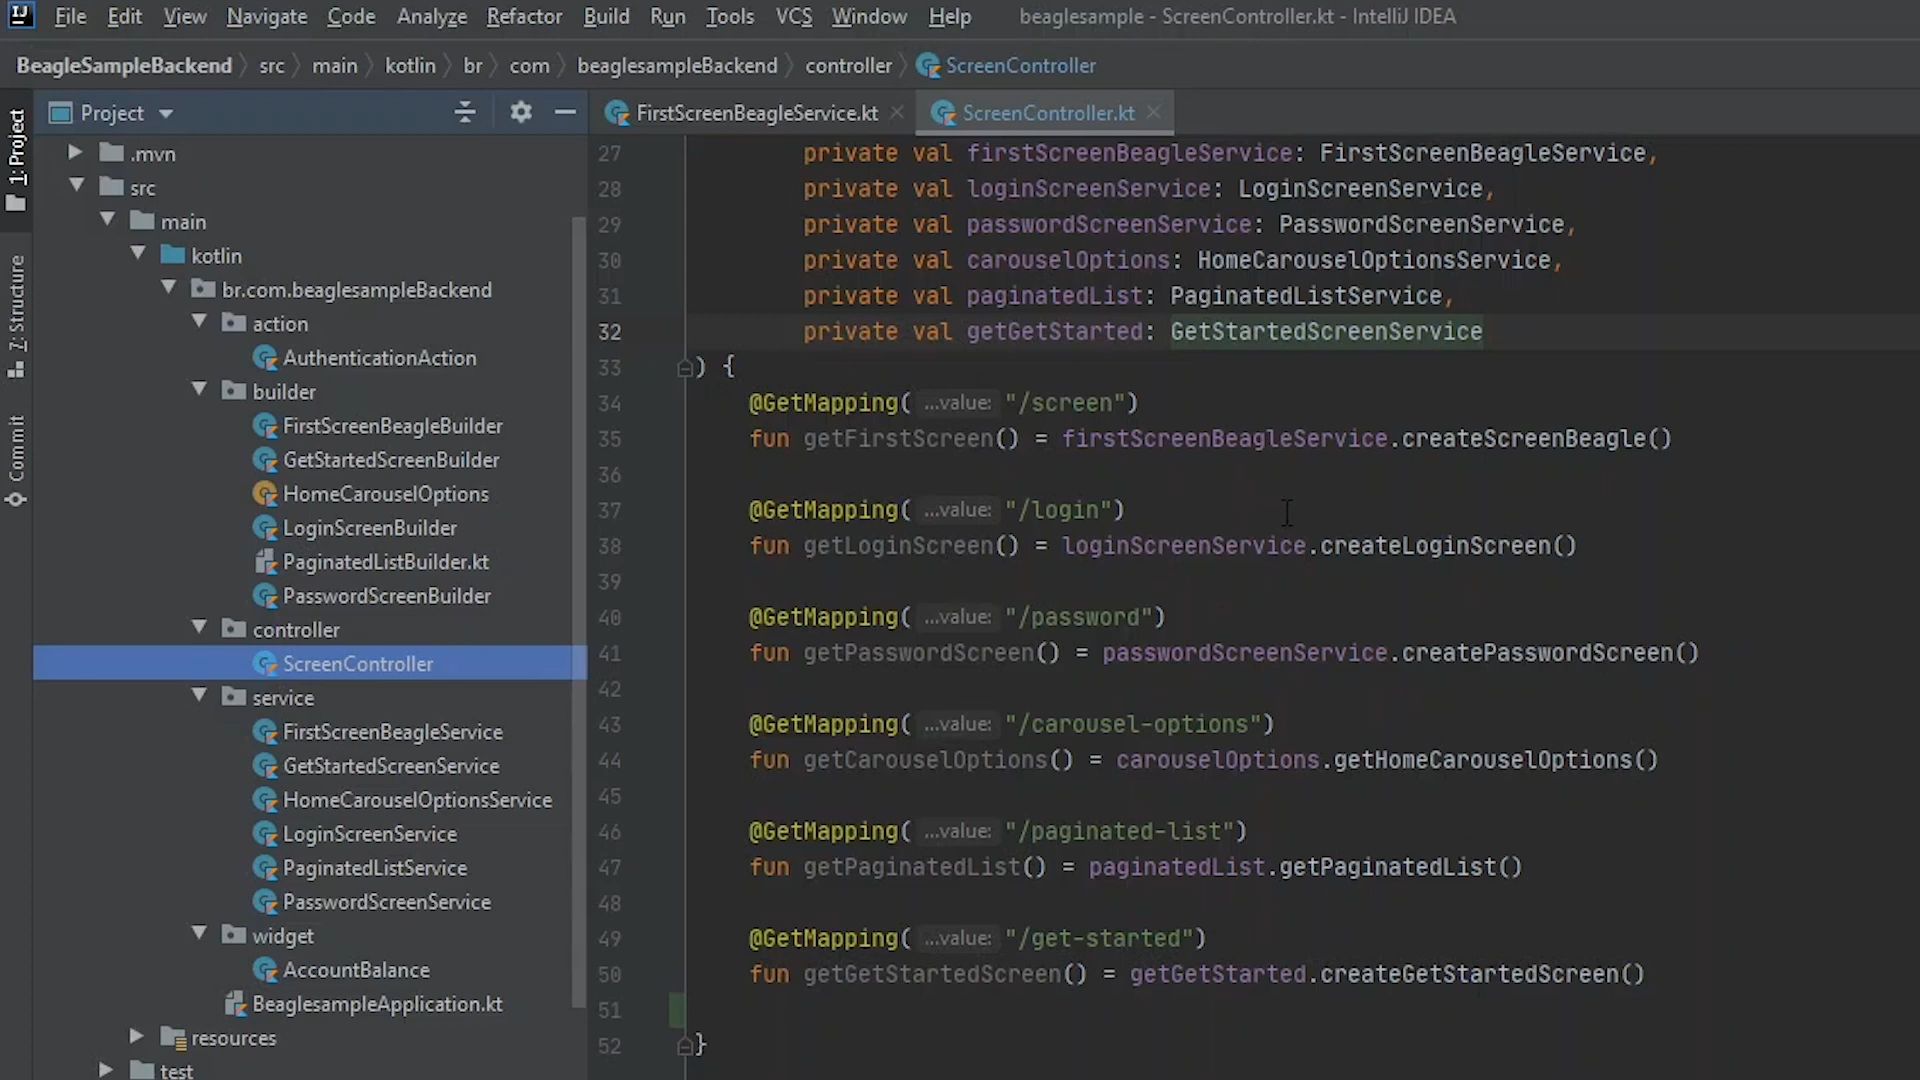 IJ File Edit View Navigate Code Analyze Refactor Build Run Tools VCS Window Help beaglesample - ScreenController.kt - IntelliJ IDEA
BeagleSampleBackend src main kotlin br com beaglesampleBackend controller ScreenController
Project FirstScreenBeagleService.kt ScreenController.kt
1: Project
7: Structure
Commit
.mvn
src
main
kotlin
br.com.beaglesampleBackend
action
AuthenticationAction
builder
FirstScreenBeagleBuilder
GetStartedScreenBuilder
HomeCarouselOptions
LoginScreenBuilder
PaginatedListBuilder.kt
PasswordScreenBuilder
controller
ScreenController
service
FirstScreenBeagleService
GetStartedScreenService
HomeCarouselOptionsService
LoginScreenService
PaginatedListService
PasswordScreenService
widget
AccountBalance
BeaglesampleApplication.kt
resources
test
27 private val firstScreenBeagleService: FirstScreenBeagleService,
28 private val loginScreenService: LoginScreenService,
29 private val passwordScreenService: PasswordScreenService,
30 private val carouselOptions: HomeCarouselOptionsService,
31 private val paginatedList: PaginatedListService,
32 private val getGetStarted: GetStartedScreenService
33 ) {
34 @GetMapping( ...value: "/screen")
35 fun getFirstScreen() = firstScreenBeagleService.createScreenBeagle()
36
37 @GetMapping( ...value: "/login")
38 fun getLoginScreen() = loginScreenService.createLoginScreen()
39
40 @GetMapping( ...value: "/password")
41 fun getPasswordScreen() = passwordScreenService.createPasswordScreen()
42
43 @GetMapping( ...value: "/carousel-options")
44 fun getCarouselOptions() = carouselOptions.getHomeCarouselOptions()
45
46 @GetMapping( ...value: "/paginated-list")
47 fun getPaginatedList() = paginatedList.getPaginatedList()
48
49 @GetMapping( ...value: "/get-started")
50 fun getGetStartedScreen() = getGetStarted.createGetStartedScreen()
51
52 }